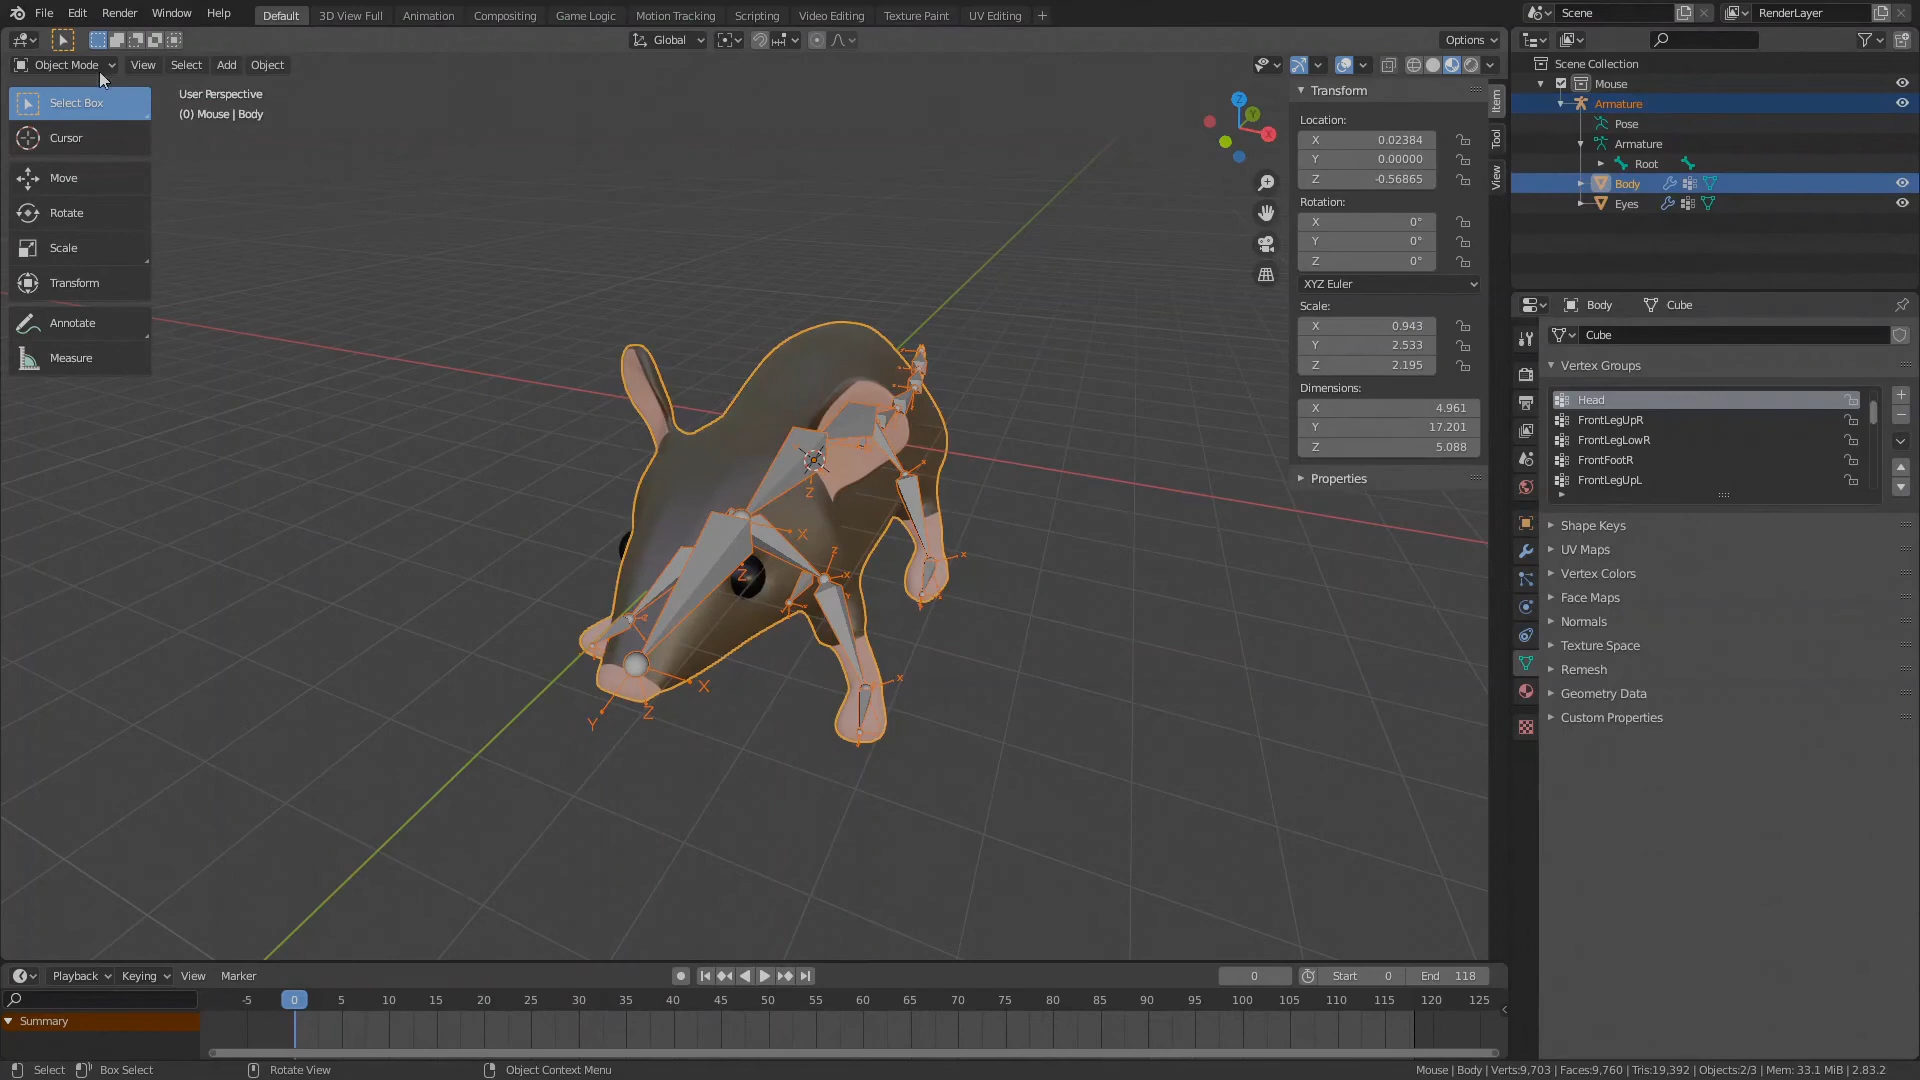 File Edit Render Window Help Default 3D View Full Animation Compositing Game Logic Motion Tracking Scripting Video Editing Texture Paint UV Editing + Scene RenderLayer
Global Options
Object Mode View Select Add Object
Select Box
Cursor
Move
Rotate
Scale
Transform
Annotate
Measure
User Perspective
(0) Mouse | Body
Z
Y
X
Z
X
Z
X
Y
Z
Transform
Location:
X 0.02384
Y 0.00000
Z -0.56865
Rotation:
X 0°
Y 0°
Z 0°
XYZ Euler
Scale:
X 0.943
Y 2.533
Z 2.195
Dimensions:
X 4.961
Y 17.201
Z 5.088
Properties
Item
Tool
View
Scene Collection
Mouse
Armature
Pose
Armature
Root
Body
Eyes
Body Cube
Cube
Vertex Groups
Head
FrontLegUpR
FrontLegLowR
FrontFootR
FrontLegUpL
Shape Keys
UV Maps
Vertex Colors
Face Maps
Normals
Texture Space
Remesh
Geometry Data
Custom Properties
Playback Keying View Marker 0 Start 0 End 118
-5 0 5 10 15 20 25 30 35 40 45 50 55 60 65 70 75 80 85 90 95 100 105 110 115 120 125
Summary
Select Box Select Rotate View Object Context Menu Mouse | Body | Verts:9,703 | Faces:9,760 | Tris:19,392 | Objects:2/3 | Mem: 33.1 MiB | 2.83.2